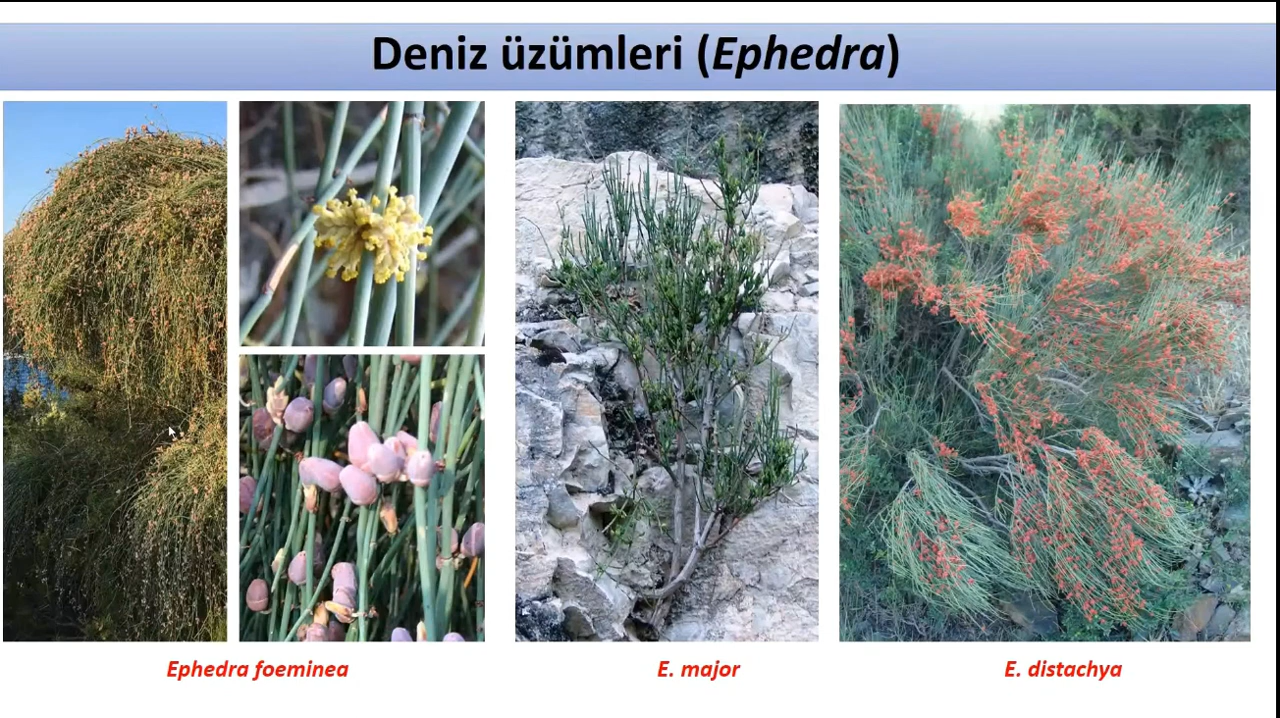 Deniz üzümleri (Ephedra)
Ephedra foeminea
E. major
E. distachya